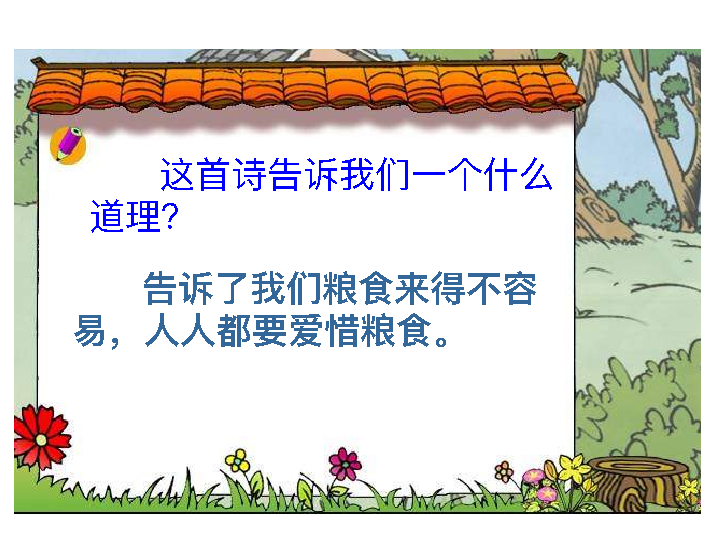 这首诗告诉我们一个什么
道理？
告诉了我们粮食来得不容
易，人人都要爱惜粮食。